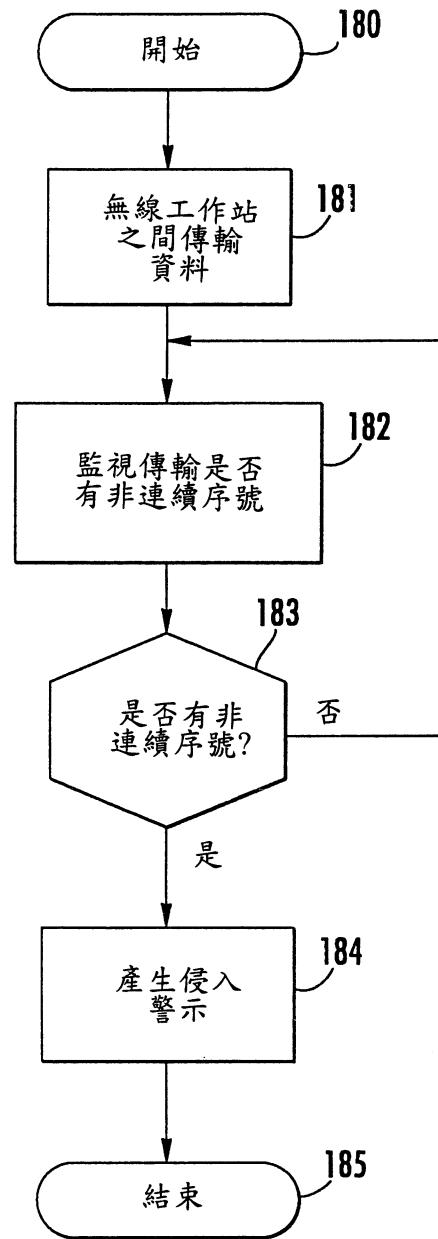 開始
180
無線工作站
之間傳輸
資料
181
監視傳輸是否
有非連續序號
182
183
是否有非
連續序號?
否
是
產生侵入
警示
184
結束
185